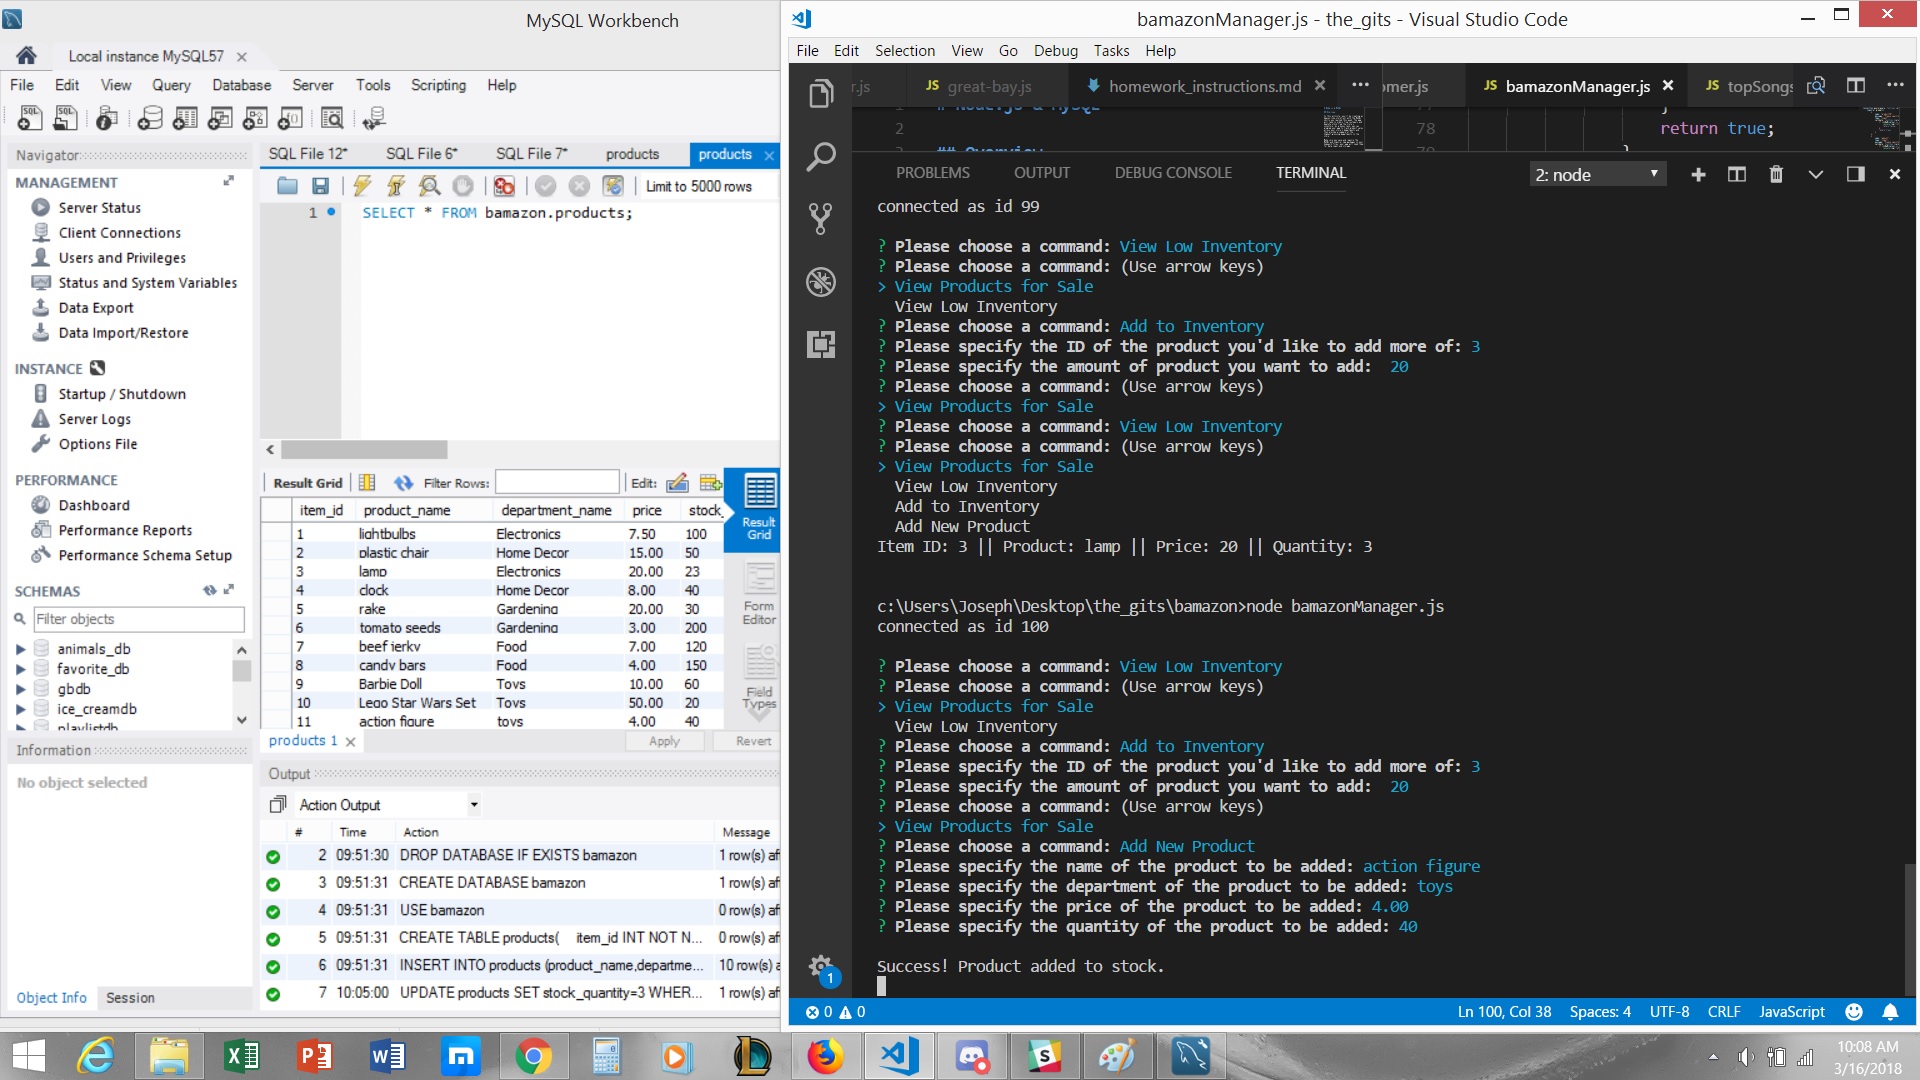 MySQL Workbench
Local instance MySQL57
File Edit View Query Database Server Tools Scripting Help
Navigator
MANAGEMENT
Server Status
Client Connections
Users and Privileges
Status and System Variables
Data Export
Data Import/Restore
INSTANCE
Startup / Shutdown
Server Logs
Options File
PERFORMANCE
Dashboard
Performance Reports
Performance Schema Setup
SCHEMAS
Filter objects
animals_db
favorite_db
gbdb
ice_creamdb
playlistdb
Information
No object selected
Object Info Session
SQL File 12* SQL File 6* SQL File 7* products products
Limit to 5000 rows
1 SELECT * FROM bamazon.products;
Result Grid Filter Rows: Edit:
item_id product_name department_name price stock_
1 lightbulbs Electronics 7.50 100
2 plastic chair Home Decor 15.00 50
3 lamp Electronics 20.00 23
4 clock Home Decor 8.00 40
5 rake Gardening 20.00 30
6 tomato seeds Gardening 3.00 200
7 beef jerky Food 7.00 120
8 candy bars Food 4.00 150
9 Barbie Doll Toys 10.00 60
10 Lego Star Wars Set Toys 50.00 20
11 action figure toys 4.00 40
Result Grid
Form Editor
Field Types
products 1 Apply Revert
Output
Action Output
# Time Action Message
2 09:51:30 DROP DATABASE IF EXISTS bamazon 1 row(s) af
3 09:51:31 CREATE DATABASE bamazon 1 row(s) af
4 09:51:31 USE bamazon 0 row(s) af
5 09:51:31 CREATE TABLE products( item_id INT NOT N... 0 row(s) af
6 09:51:31 INSERT INTO products (product_name,departme... 10 row(s) a
7 10:05:00 UPDATE products SET stock_quantity=3 WHER... 1 row(s) af
bamazonManager.js - the_gits - Visual Studio Code
File Edit Selection View Go Debug Tasks Help
r.js JS great-bay.js homework_instructions.md ··· omer.js JS bamazonManager.js JS topSongs ···
# Node.js & MySQL
2
## Overview
78 return true;
PROBLEMS OUTPUT DEBUG CONSOLE TERMINAL 2: node
connected as id 99
? Please choose a command: View Low Inventory
? Please choose a command: (Use arrow keys)
> View Products for Sale
View Low Inventory
? Please choose a command: Add to Inventory
? Please specify the ID of the product you'd like to add more of: 3
? Please specify the amount of product you want to add: 20
? Please choose a command: (Use arrow keys)
> View Products for Sale
? Please choose a command: View Low Inventory
? Please choose a command: (Use arrow keys)
> View Products for Sale
View Low Inventory
Add to Inventory
Add New Product
Item ID: 3 || Product: lamp || Price: 20 || Quantity: 3
c:\Users\Joseph\Desktop\the_gits\bamazon>node bamazonManager.js
connected as id 100
? Please choose a command: View Low Inventory
? Please choose a command: (Use arrow keys)
> View Products for Sale
View Low Inventory
? Please choose a command: Add to Inventory
? Please specify the ID of the product you'd like to add more of: 3
? Please specify the amount of product you want to add: 20
? Please choose a command: (Use arrow keys)
> View Products for Sale
? Please choose a command: Add New Product
? Please specify the name of the product to be added: action figure
? Please specify the department of the product to be added: toys
? Please specify the price of the product to be added: 4.00
? Please specify the quantity of the product to be added: 40
Success! Product added to stock.
1
0 0 Ln 100, Col 38 Spaces: 4 UTF-8 CRLF JavaScript
10:08 AM
3/16/2018